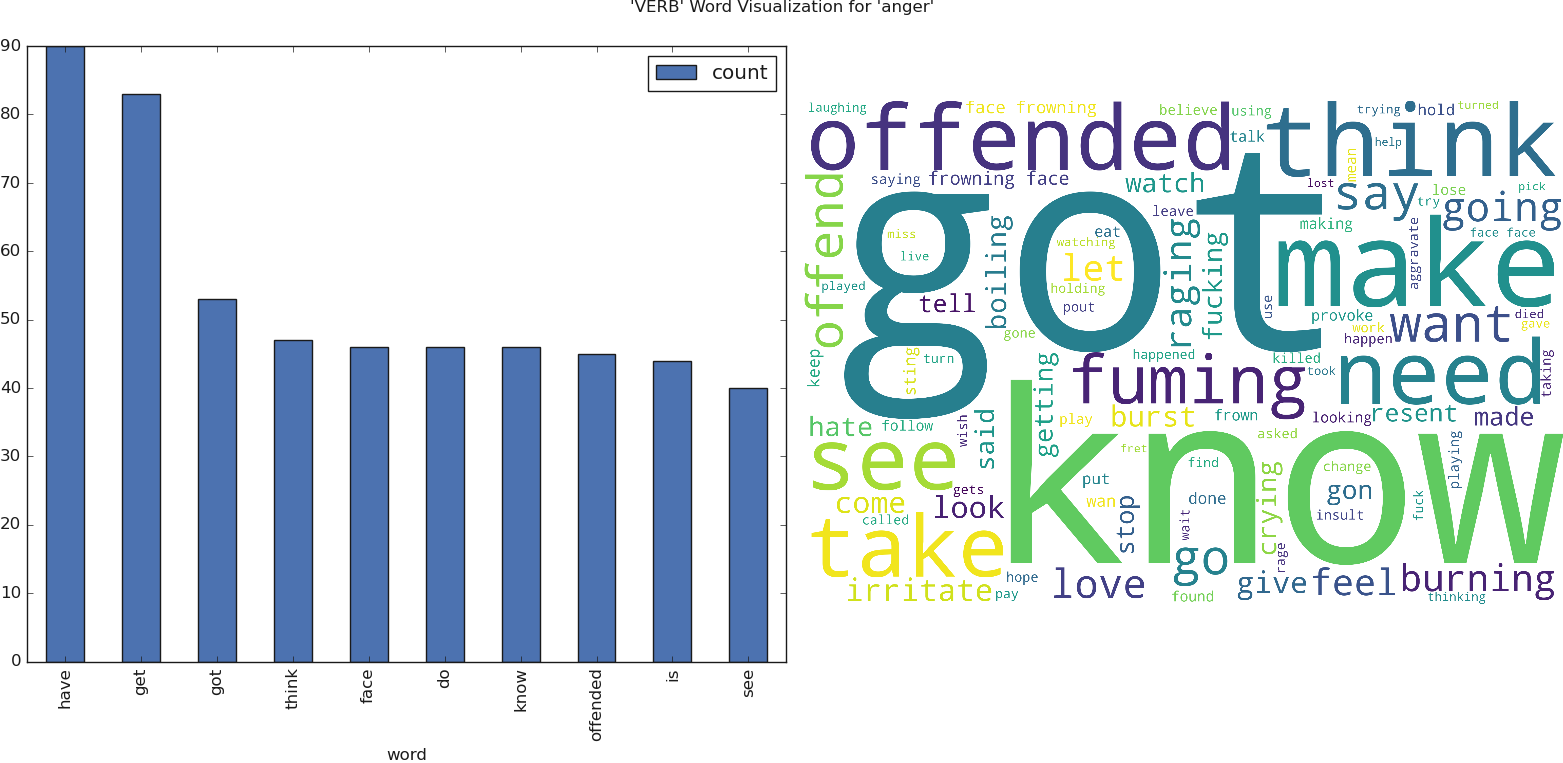 'VERB' Word Visualization for 'anger'
90
80
70
60
50
40
30
20
10
0
count
have
get
got
think
face
do
know
offended
is
see
word
laughing
offended
face frowning
believe
using
talk
think
trying
hold
turned
help
mean
saying
frowning face
watch
leave
lost
say
try
lose
pick
going
offend
got
miss
live
played
tell
boiling
eat
watching
let
holding
pout
raging
fucking
making
face face
aggravate
make
use
provoke
work
happen
want
died
gave
keep
sting
turn
gone
getting
happened
fuming
killed
took
need
taking
hate
follow
wish
said
play
burst
frown
looking
resent
made
see
know
fret
asked
find
change
playing
come
called
gets
look
put
wan
stop
done
wait
crying
rage
gon
insult
fuck
take
irritate
hope
pay
love
go
found
give
feel
burning
thinking